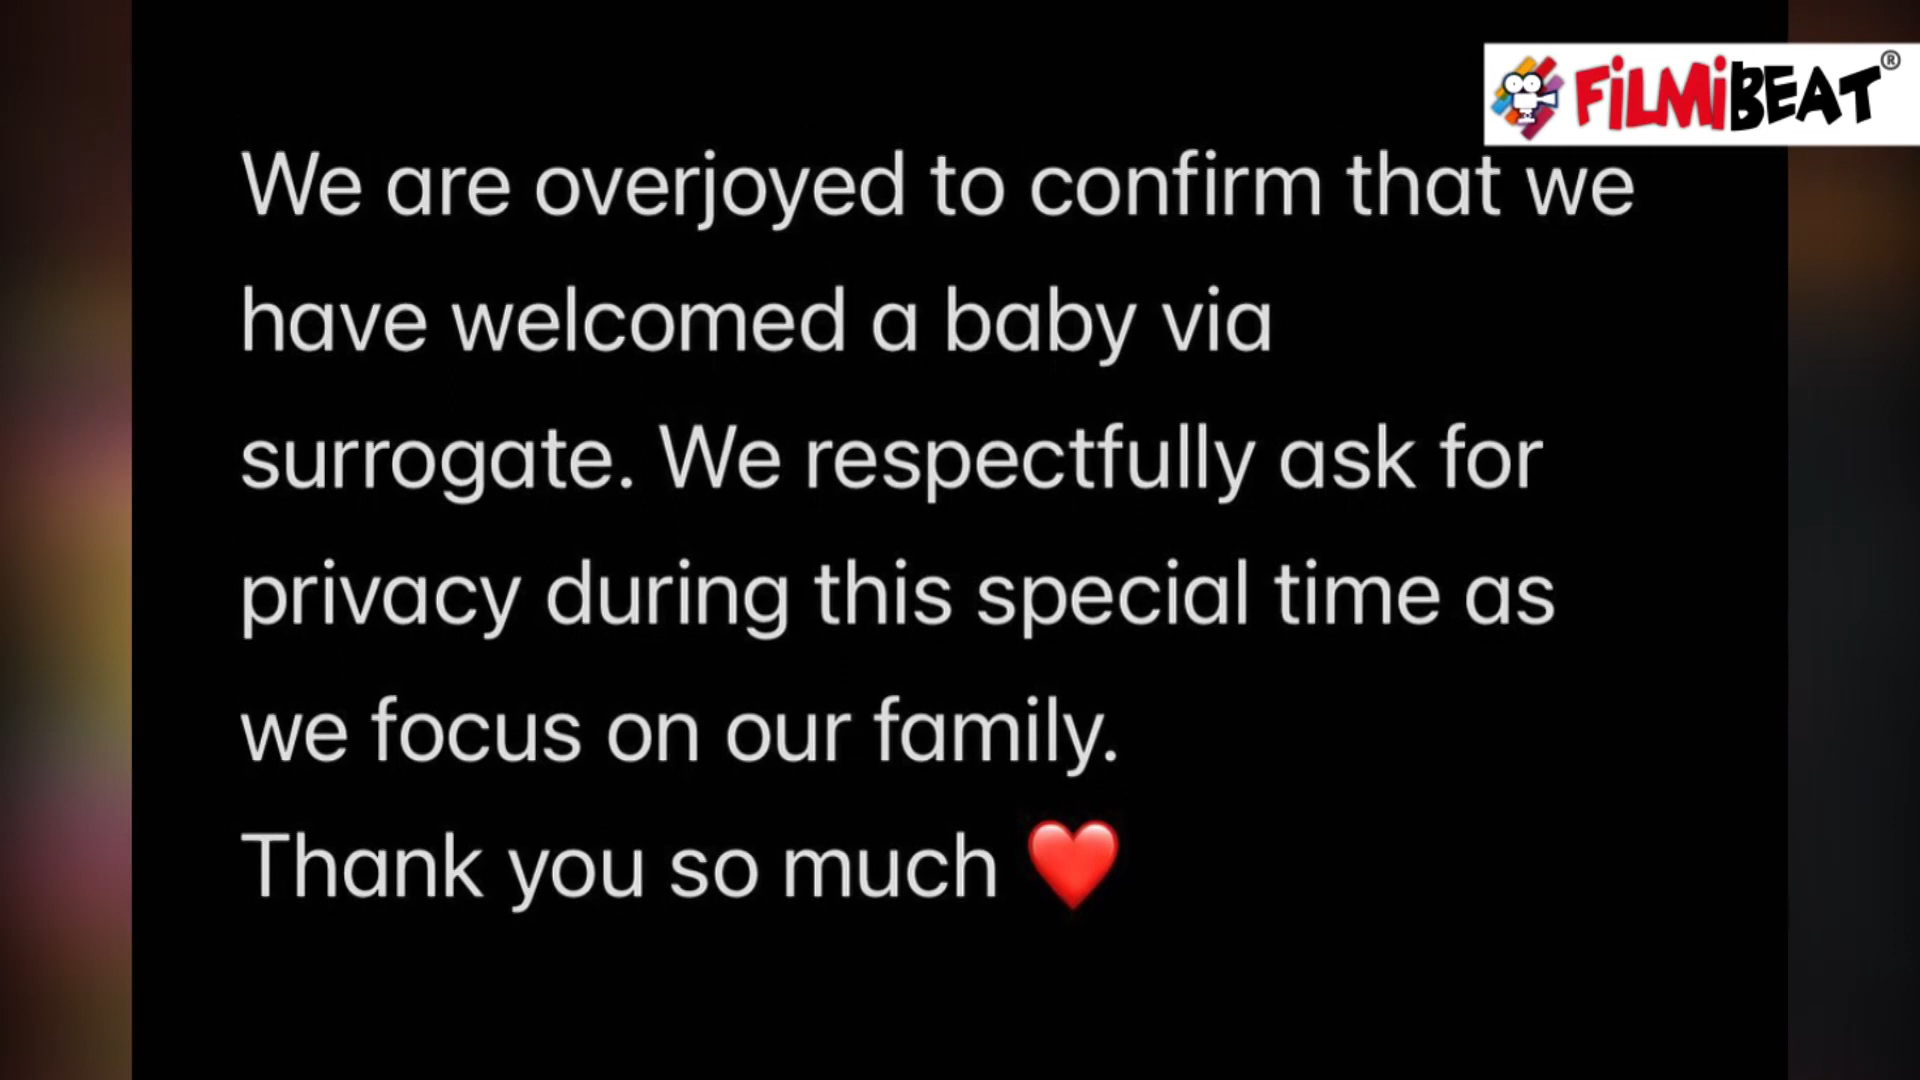 FiLMiBEAT®
We are overjoyed to confirm that we
have welcomed a baby via
surrogate. We respectfully ask for
privacy during this special time as
we focus on our family.
Thank you so much ❤️